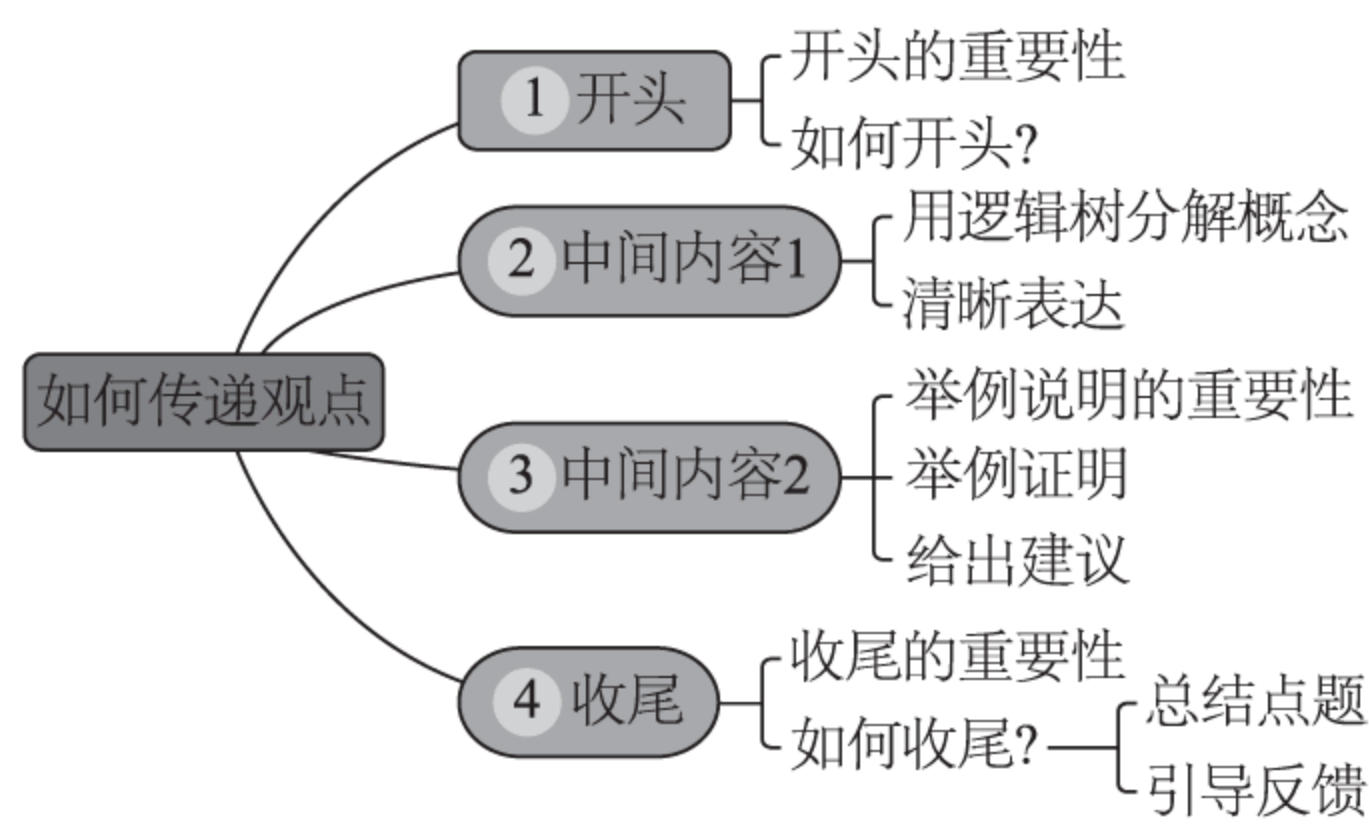 如何传递观点
1 开头
开头的重要性
如何开头?
2 中间内容1
用逻辑树分解概念
清晰表达
3 中间内容2
举例说明的重要性
举例证明
给出建议
4 收尾
收尾的重要性
如何收尾?
总结点题
引导反馈